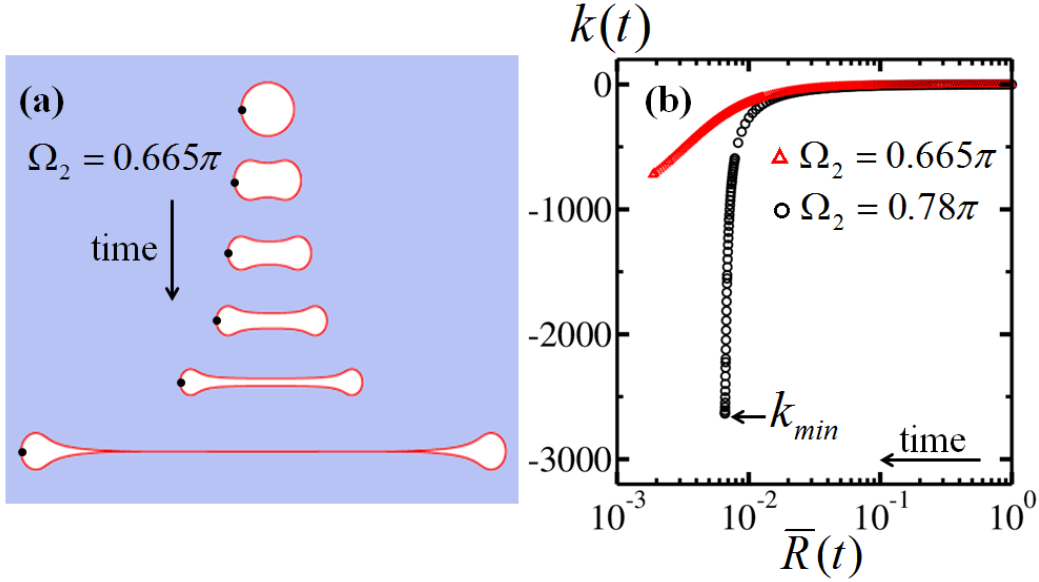 (a)
Ω₂ = 0.665π
time
k(t)
(b)
0
-1000
-2000
-3000
△ Ω₂ = 0.665π
○ Ω₂ = 0.78π
k_min
time
10⁻³ 10⁻² 10⁻¹ 10⁰
R̅(t)